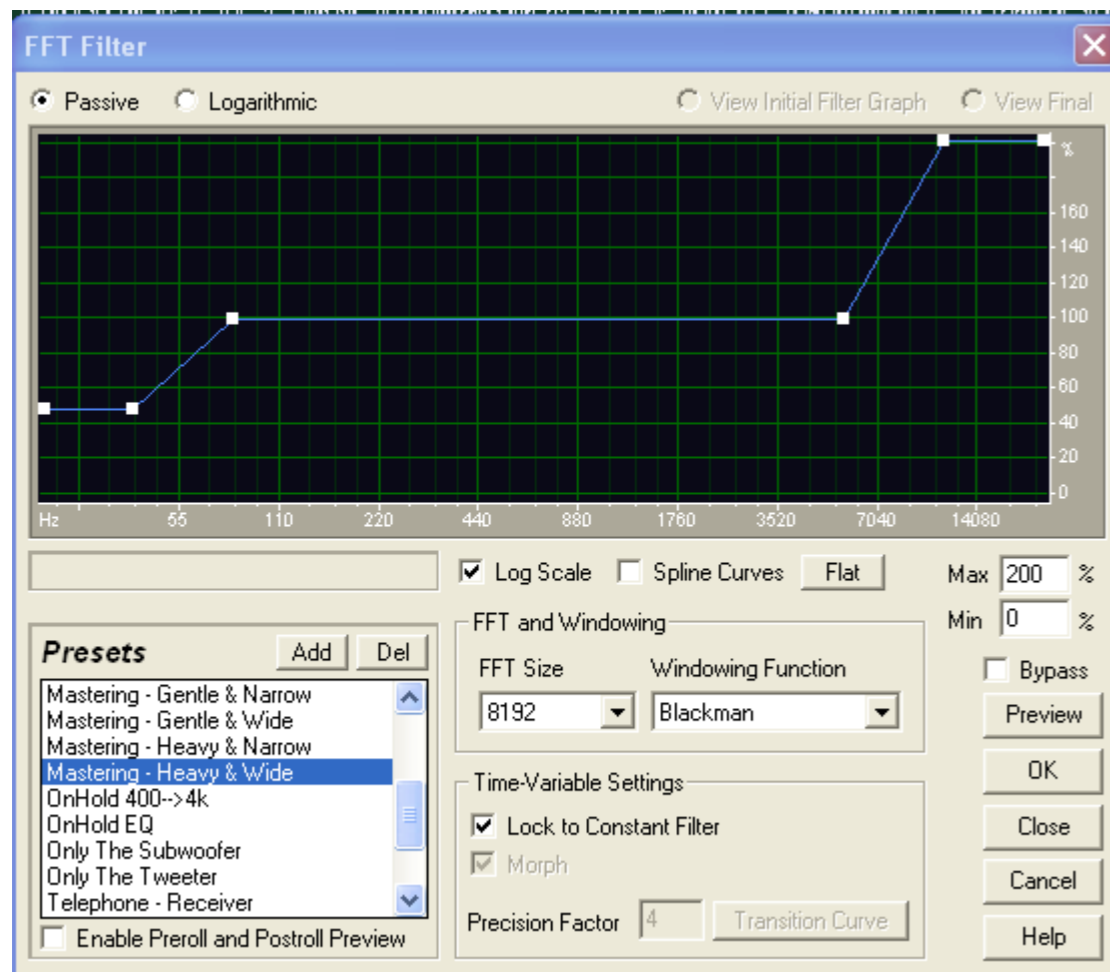 FFT Filter
Passive Logarithmic View Initial Filter Graph View Final
%
160
140
120
100
80
60
40
20
0
Hz 55 110 220 440 880 1760 3520 7040 14080
Log Scale Spline Curves Flat Max 200 %
Min 0 %
Presets Add Del
Mastering - Gentle & Narrow
Mastering - Gentle & Wide
Mastering - Heavy & Narrow
Mastering - Heavy & Wide
OnHold 400-->4k
OnHold EQ
Only The Subwoofer
Only The Tweeter
Telephone - Receiver
Enable Preroll and Postroll Preview
FFT and Windowing
FFT Size Windowing Function
8192 Blackman
Time-Variable Settings
Lock to Constant Filter
Morph
Precision Factor 4 Transition Curve
Bypass
Preview
OK
Close
Cancel
Help